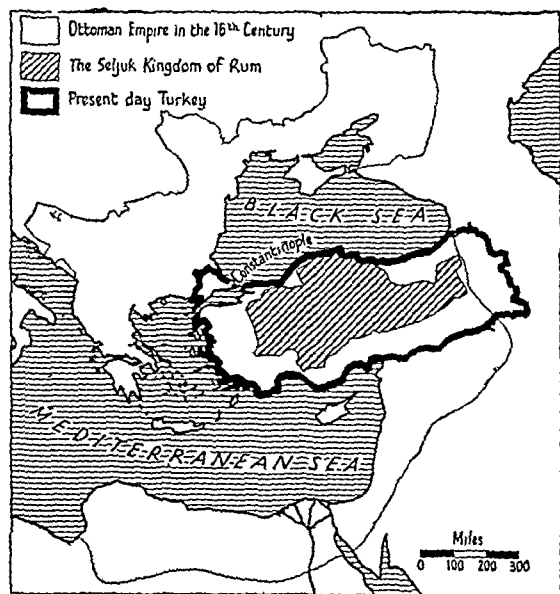 Ottoman Empire in the 16th Century
The Seljuk Kingdom of Rum
Present day Turkey
BLACK SEA
Constantinople
MEDITERRANEAN SEA
Miles
0 100 200 300